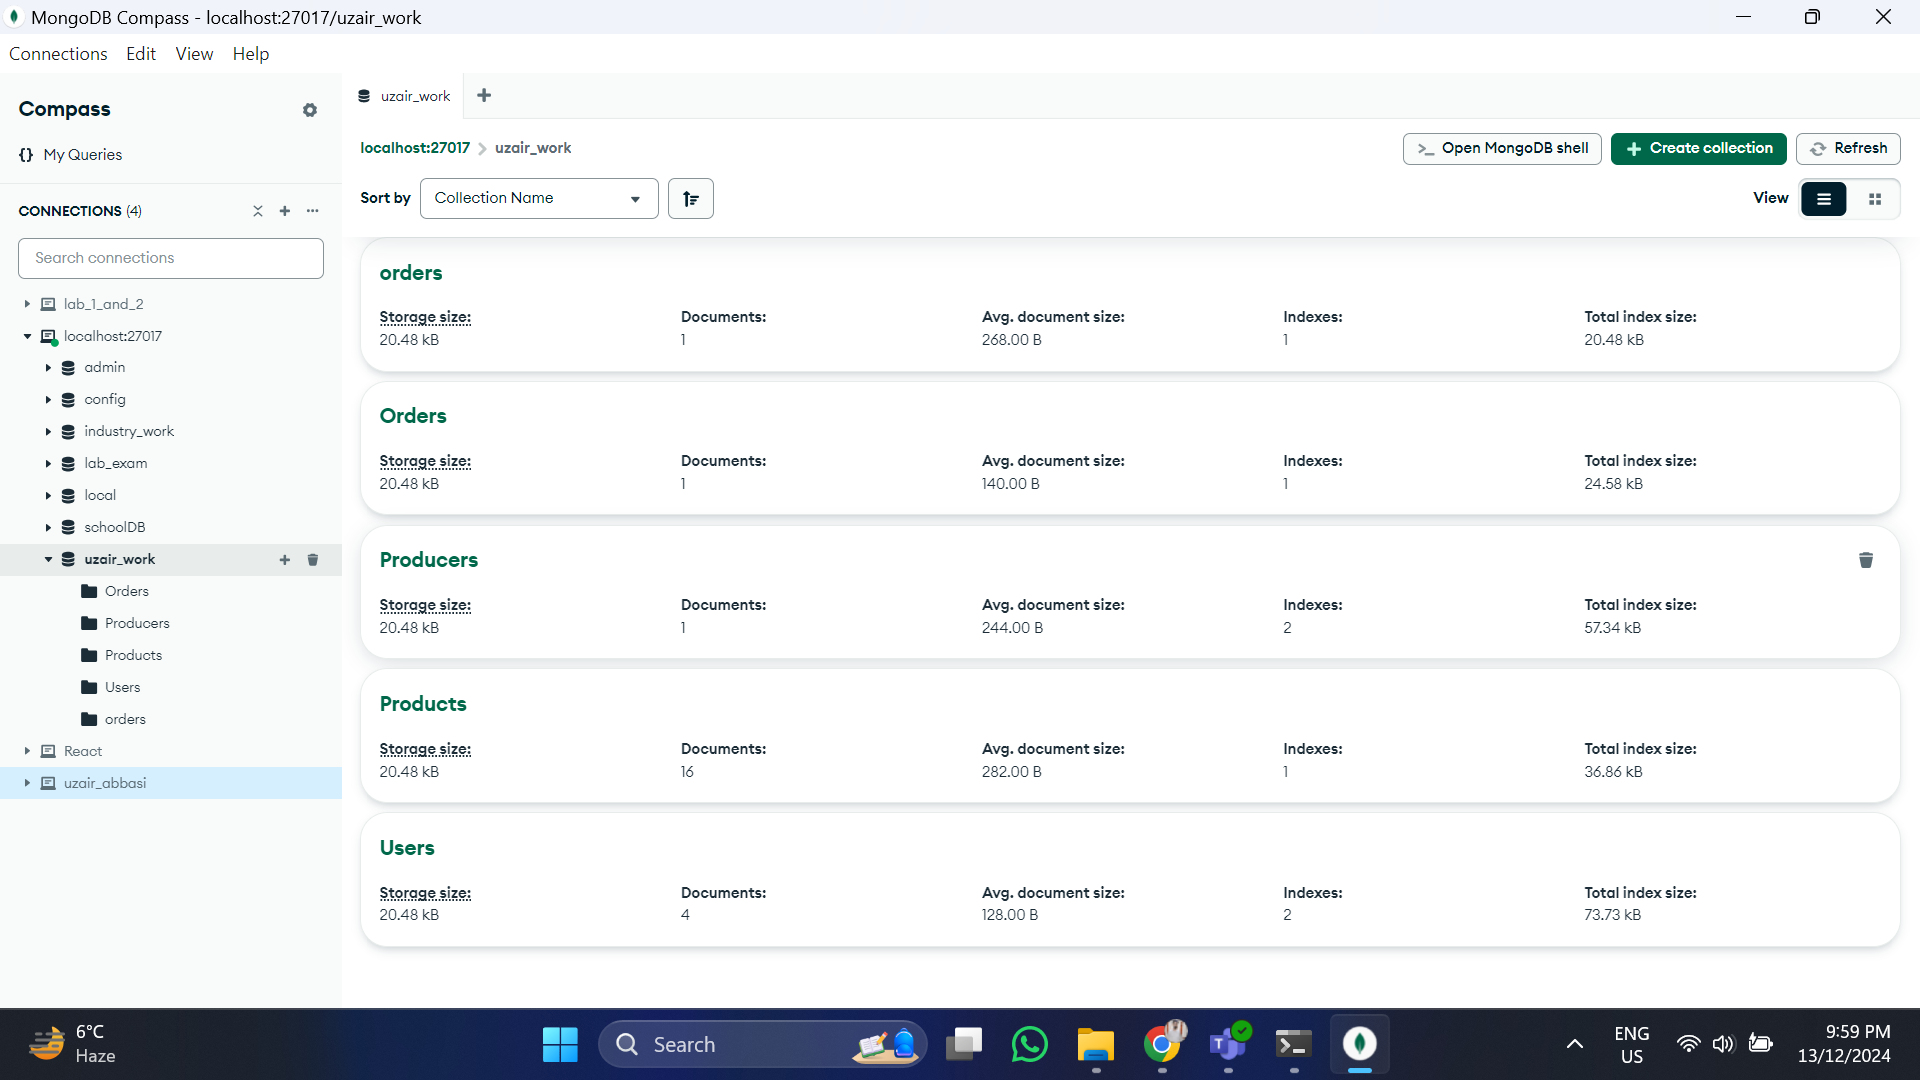 MongoDB Compass - localhost:27017/uzair_work
Connections Edit View Help
Compass
{} My Queries
CONNECTIONS (4)
Search connections
lab_1_and_2
localhost:27017
admin
config
industry_work
lab_exam
local
schoolDB
uzair_work
Orders
Producers
Products
Users
orders
React
uzair_abbasi
uzair_work
localhost:27017 > uzair_work
>_ Open MongoDB shell
Create collection
Refresh
Sort by Collection Name
View
orders
Storage size: Documents: Avg. document size: Indexes: Total index size:
20.48 kB 1 268.00 B 1 20.48 kB
Orders
Storage size: Documents: Avg. document size: Indexes: Total index size:
20.48 kB 1 140.00 B 1 24.58 kB
Producers
Storage size: Documents: Avg. document size: Indexes: Total index size:
20.48 kB 1 244.00 B 2 57.34 kB
Products
Storage size: Documents: Avg. document size: Indexes: Total index size:
20.48 kB 16 282.00 B 1 36.86 kB
Users
Storage size: Documents: Avg. document size: Indexes: Total index size:
20.48 kB 4 128.00 B 2 73.73 kB
6°C
Haze
Search
ENG
US
9:59 PM
13/12/2024